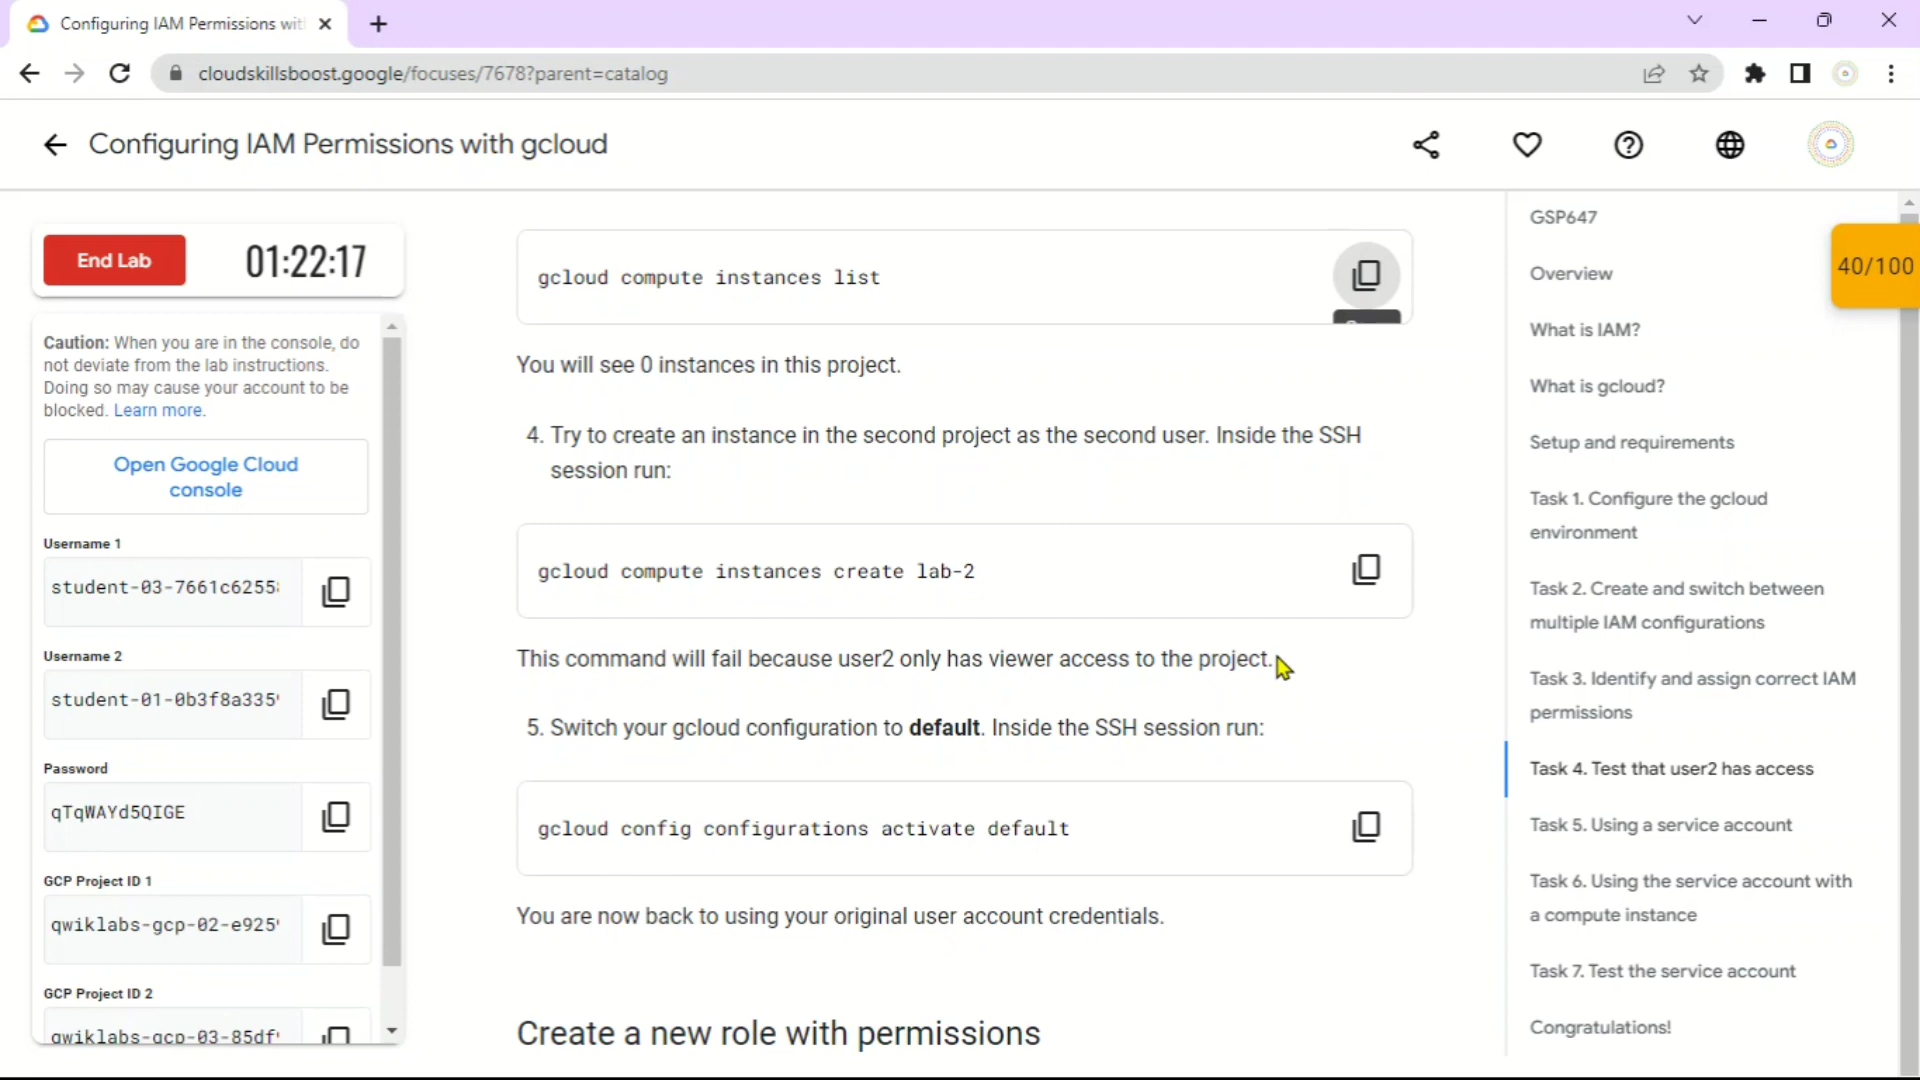 Configuring IAM Permissions wit
cloudskillsboost.google/focuses/7678?parent=catalog
Configuring IAM Permissions with gcloud
End Lab
01:22:17
Caution: When you are in the console, do
not deviate from the lab instructions.
Doing so may cause your account to be
blocked. Learn more.
Open Google Cloud
console
Username 1
student-03-7661c6255
Username 2
student-01-0b3f8a335
Password
qTqWAYd5QIGE
GCP Project ID 1
qwiklabs-gcp-02-e925
GCP Project ID 2
qwiklabs-gcp-03-85df
gcloud compute instances list
You will see 0 instances in this project.
4. Try to create an instance in the second project as the second user. Inside the SSH
session run:
gcloud compute instances create lab-2
This command will fail because user2 only has viewer access to the project.
5. Switch your gcloud configuration to default. Inside the SSH session run:
gcloud config configurations activate default
You are now back to using your original user account credentials.
Create a new role with permissions
GSP647
Overview
What is IAM?
What is gcloud?
Setup and requirements
Task 1. Configure the gcloud
environment
Task 2. Create and switch between
multiple IAM configurations
Task 3. Identify and assign correct IAM
permissions
Task 4. Test that user2 has access
Task 5. Using a service account
Task 6. Using the service account with
a compute instance
Task 7. Test the service account
Congratulations!
40/100